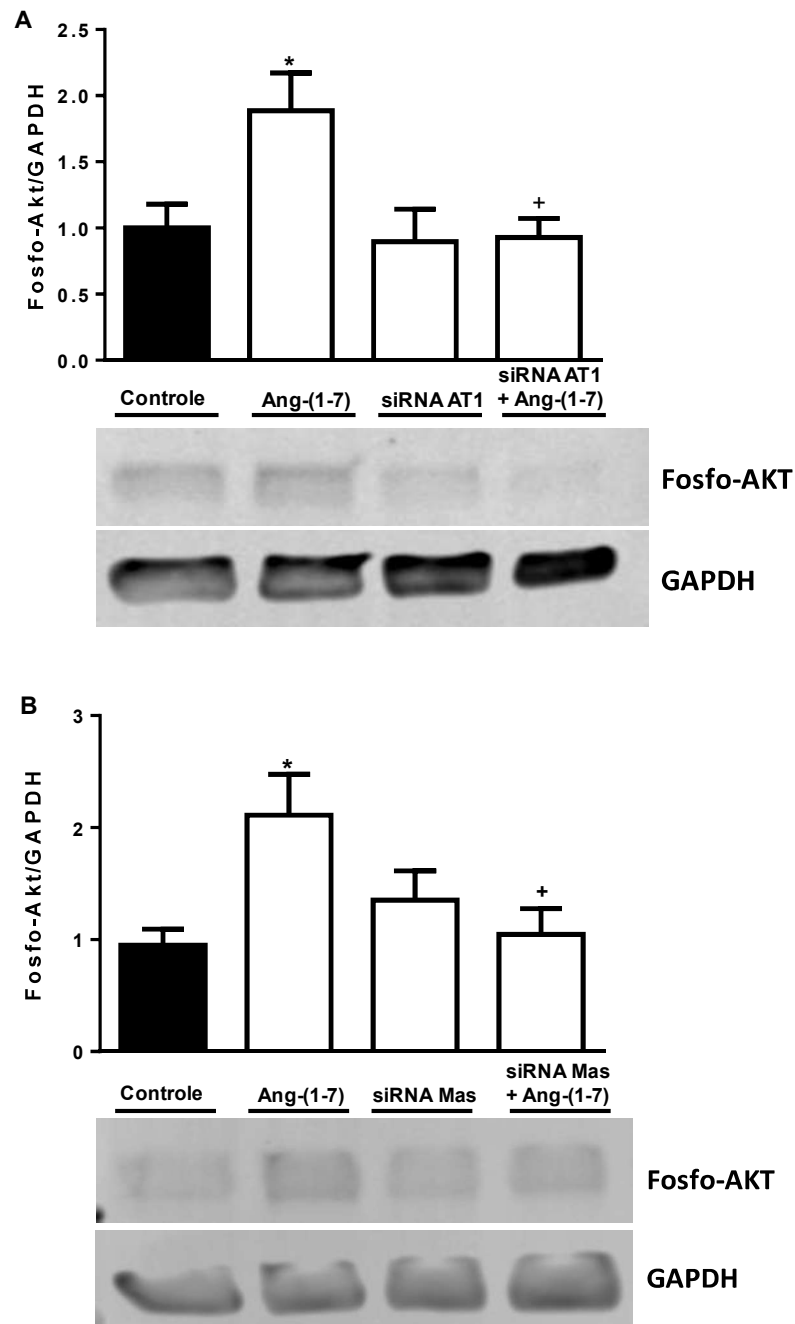 A
2.5
2.0
1.5
1.0
0.5
0.0
Fosfo-Akt/GAPDH
*
+
Controle
Ang-(1-7)
siRNA AT1
siRNA AT1
+ Ang-(1-7)
Fosfo-AKT
GAPDH
B
3
2
1
0
Fosfo-Akt/GAPDH
*
+
Controle
Ang-(1-7)
siRNA Mas
siRNA Mas
+ Ang-(1-7)
Fosfo-AKT
GAPDH